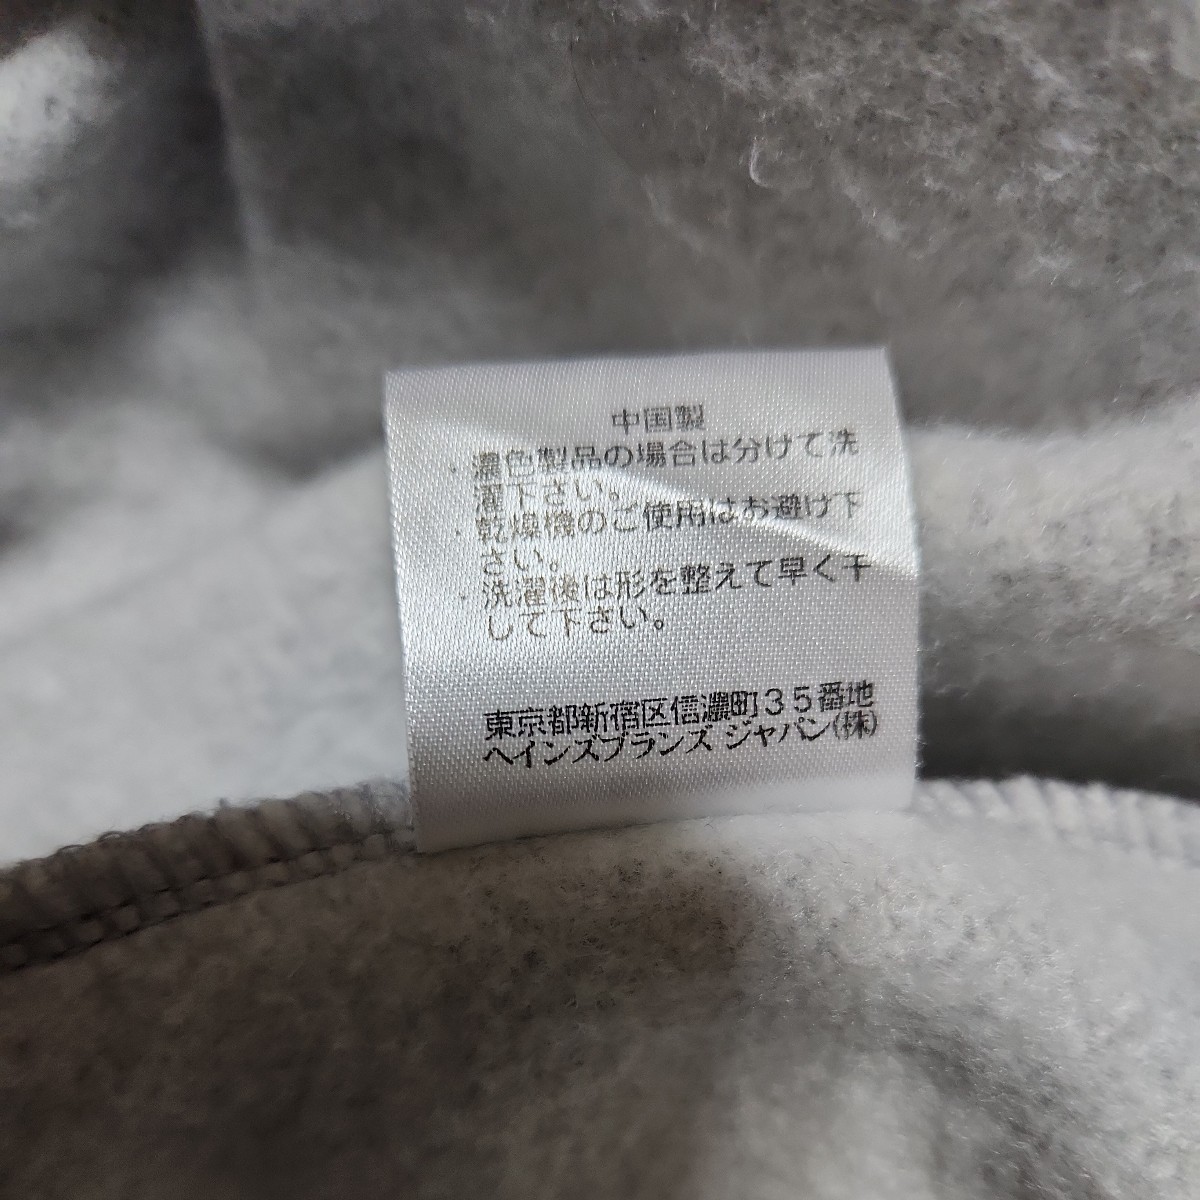 中国製
・濃色製品の場合は分けて洗
濯下さい。
・乾燥機のご使用はお避け下
さい。
・洗濯後は形を整えて早く干
して下さい。
東京都新宿区信濃町35番地
ヘインズブランズ ジャパン(株)